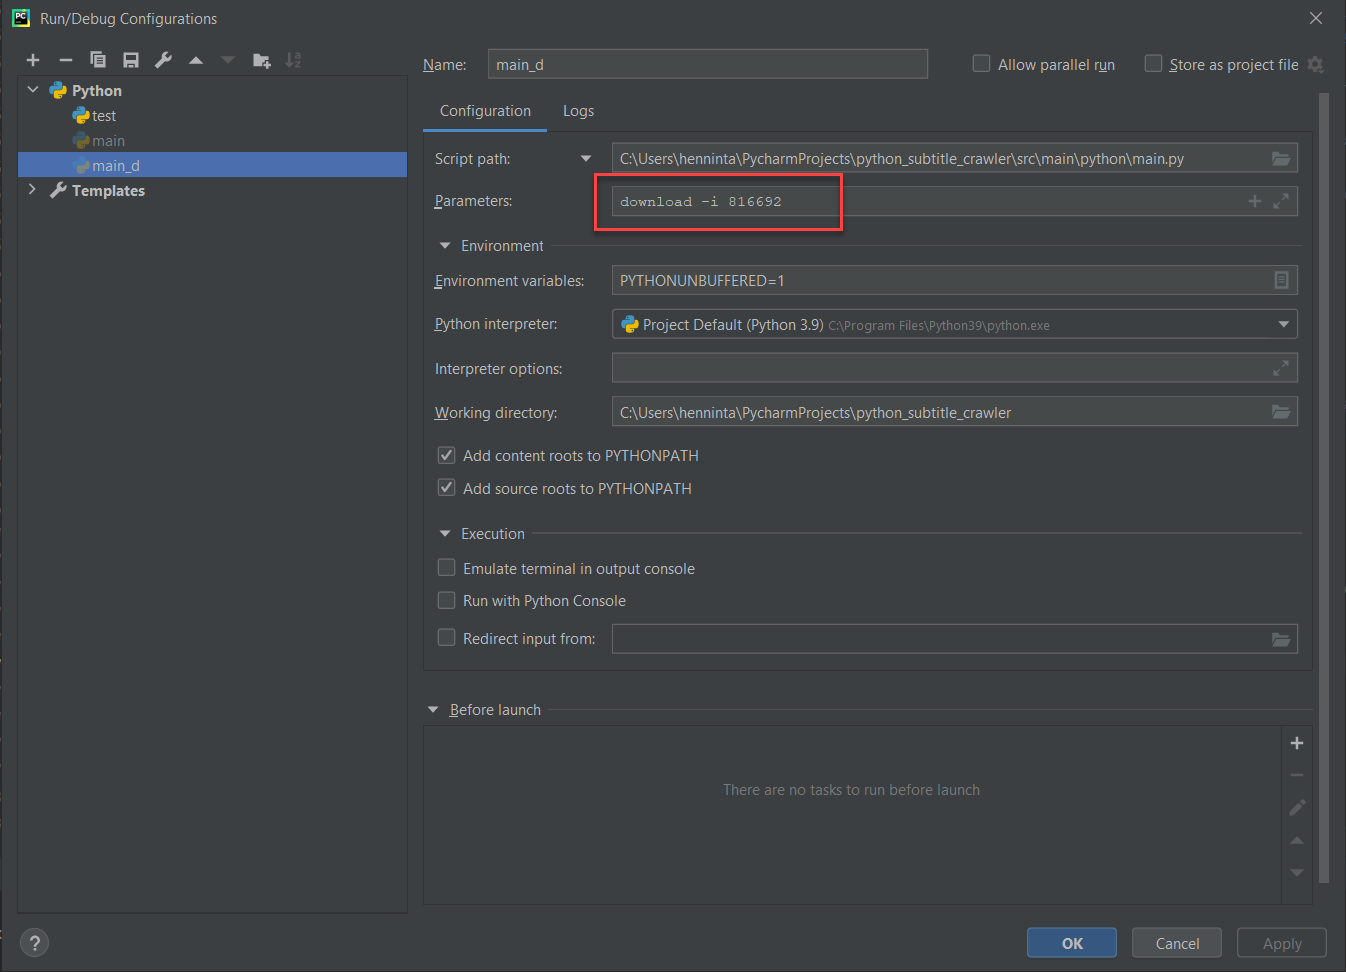 PC
Run/Debug Configurations
Python
test
main
main_d
Templates
Name: main_d
Allow parallel run
Store as project file
Configuration
Logs
Script path: C:\Users\henninta\PycharmProjects\python_subtitle_crawler\src\main\python\main.py
Parameters: download -i 816692
Environment
Environment variables: PYTHONUNBUFFERED=1
Python interpreter: Project Default (Python 3.9) C:\Program Files\Python39\python.exe
Interpreter options:
Working directory: C:\Users\henninta\PycharmProjects\python_subtitle_crawler
Add content roots to PYTHONPATH
Add source roots to PYTHONPATH
Execution
Emulate terminal in output console
Run with Python Console
Redirect input from:
Before launch
There are no tasks to run before launch
?
OK
Cancel
Apply